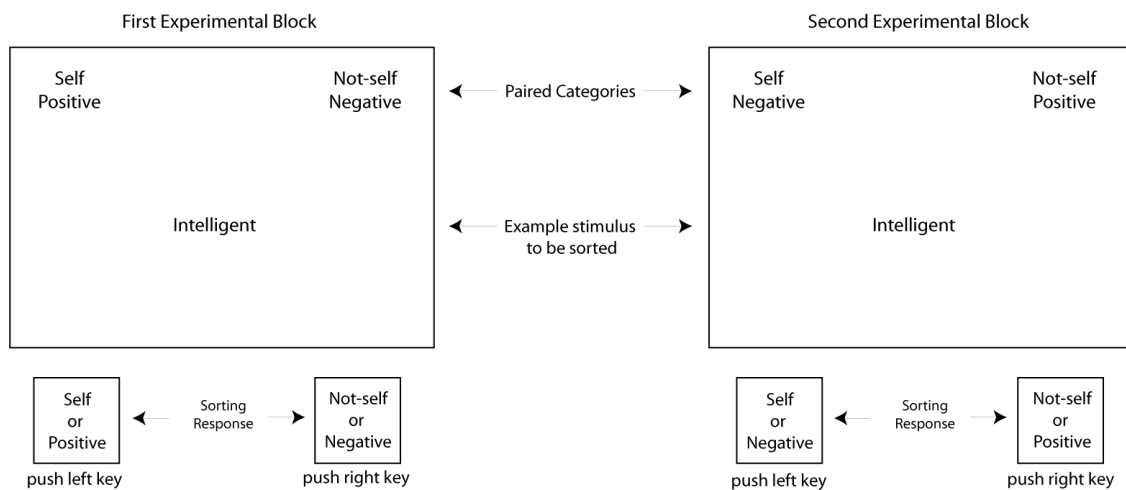 First Experimental Block
Second Experimental Block
Self
Positive
Not-self
Negative
Paired Categories
Self
Negative
Not-self
Positive
Intelligent
Example stimulus
to be sorted
Intelligent
Self
or
Positive
push left key
Sorting
Response
Not-self
or
Negative
push right key
Self
or
Negative
push left key
Sorting
Response
Not-self
or
Positive
push right key